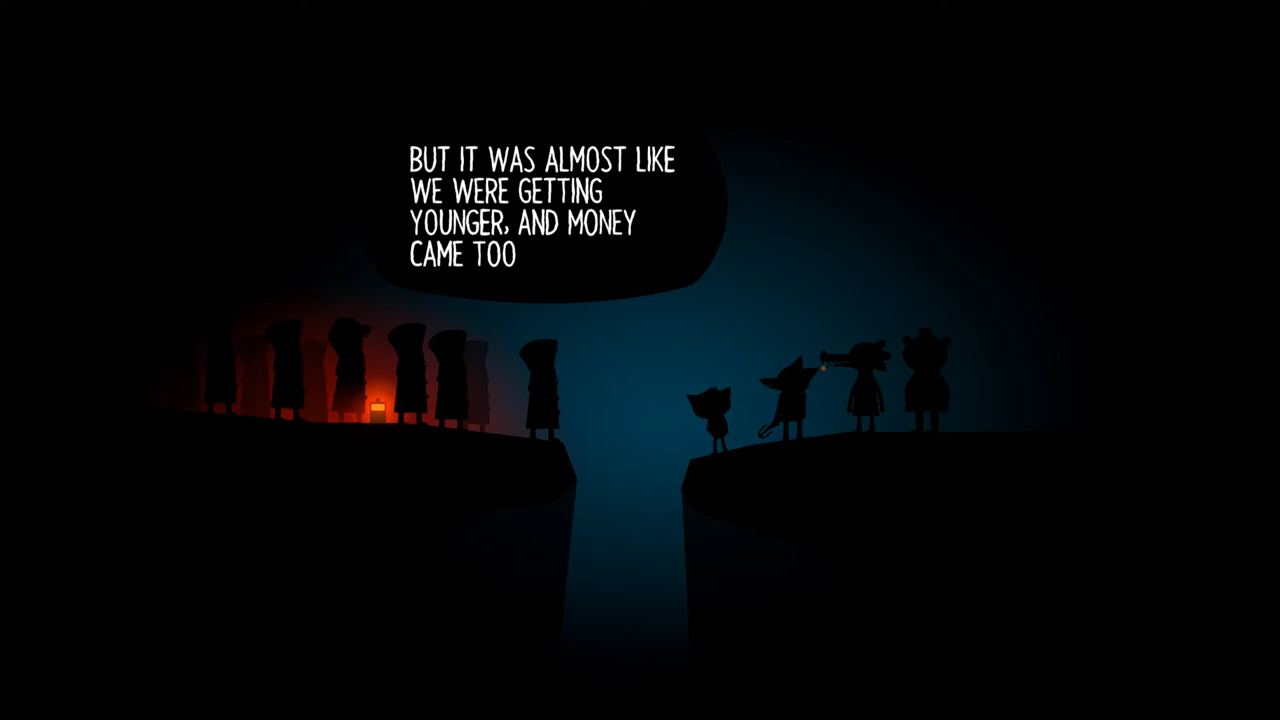 BUT IT WAS ALMOST LIKE
WE WERE GETTING
YOUNGER, AND MONEY
CAME TOO